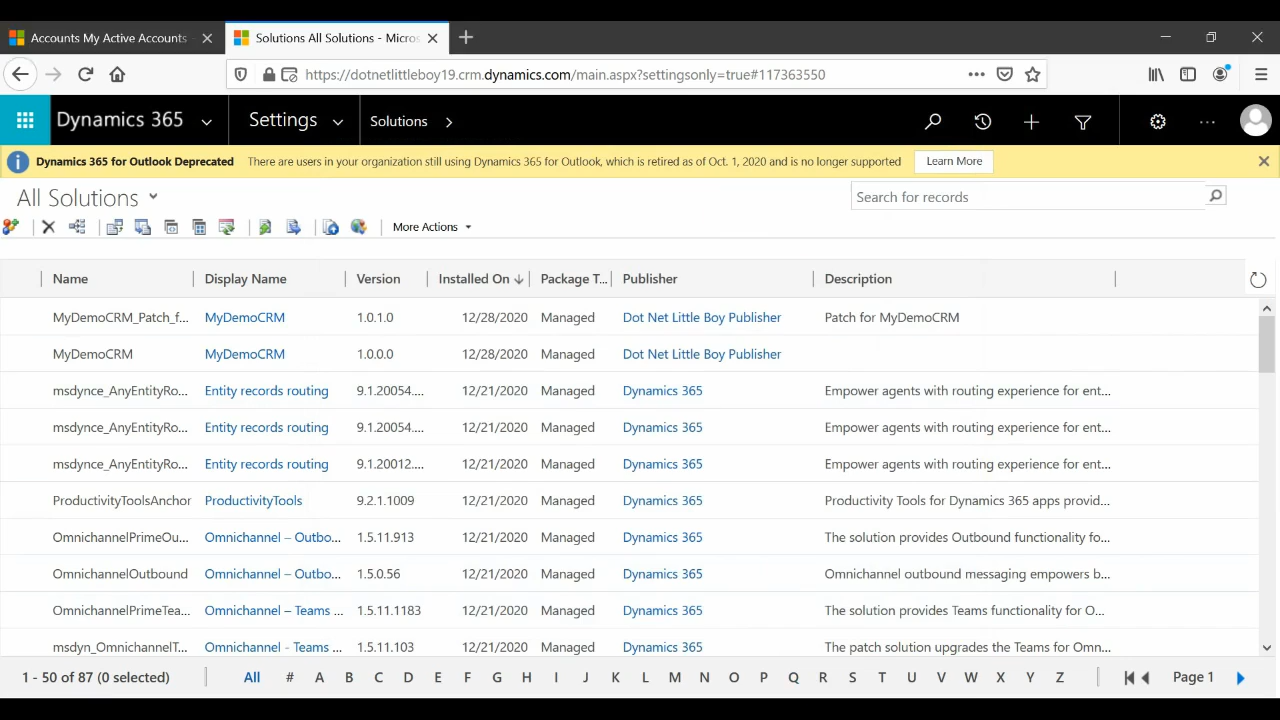 Accounts My Active Accounts
Solutions All Solutions - Micros
https://dotnetlittleboy19.crm.dynamics.com/main.aspx?settingsonly=true#117363550
Dynamics 365 Settings Solutions
Dynamics 365 for Outlook Deprecated There are users in your organization still using Dynamics 365 for Outlook, which is retired as of Oct. 1, 2020 and is no longer supported Learn More
All Solutions
Search for records
More Actions
Name Display Name Version Installed On Package T... Publisher Description
MyDemoCRM_Patch_f... MyDemoCRM 1.0.1.0 12/28/2020 Managed Dot Net Little Boy Publisher Patch for MyDemoCRM
MyDemoCRM MyDemoCRM 1.0.0.0 12/28/2020 Managed Dot Net Little Boy Publisher
msdynce_AnyEntityRo... Entity records routing 9.1.20054.... 12/21/2020 Managed Dynamics 365 Empower agents with routing experience for ent...
msdynce_AnyEntityRo... Entity records routing 9.1.20054.... 12/21/2020 Managed Dynamics 365 Empower agents with routing experience for ent...
msdynce_AnyEntityRo... Entity records routing 9.1.20012.... 12/21/2020 Managed Dynamics 365 Empower agents with routing experience for ent...
ProductivityToolsAnchor ProductivityTools 9.2.1.1009 12/21/2020 Managed Dynamics 365 Productivity Tools for Dynamics 365 apps provid...
OmnichannelPrimeOu... Omnichannel – Outbo... 1.5.11.913 12/21/2020 Managed Dynamics 365 The solution provides Outbound functionality fo...
OmnichannelOutbound Omnichannel – Outbo... 1.5.0.56 12/21/2020 Managed Dynamics 365 Omnichannel outbound messaging empowers b...
OmnichannelPrimeTea... Omnichannel – Teams ... 1.5.11.1183 12/21/2020 Managed Dynamics 365 The solution provides Teams functionality for O...
msdyn_OmnichannelT... Omnichannel - Teams ... 1.5.11.103 12/21/2020 Managed Dynamics 365 The patch solution upgrades the Teams for Omn...
1 - 50 of 87 (0 selected) All # A B C D E F G H I J K L M N O P Q R S T U V W X Y Z Page 1